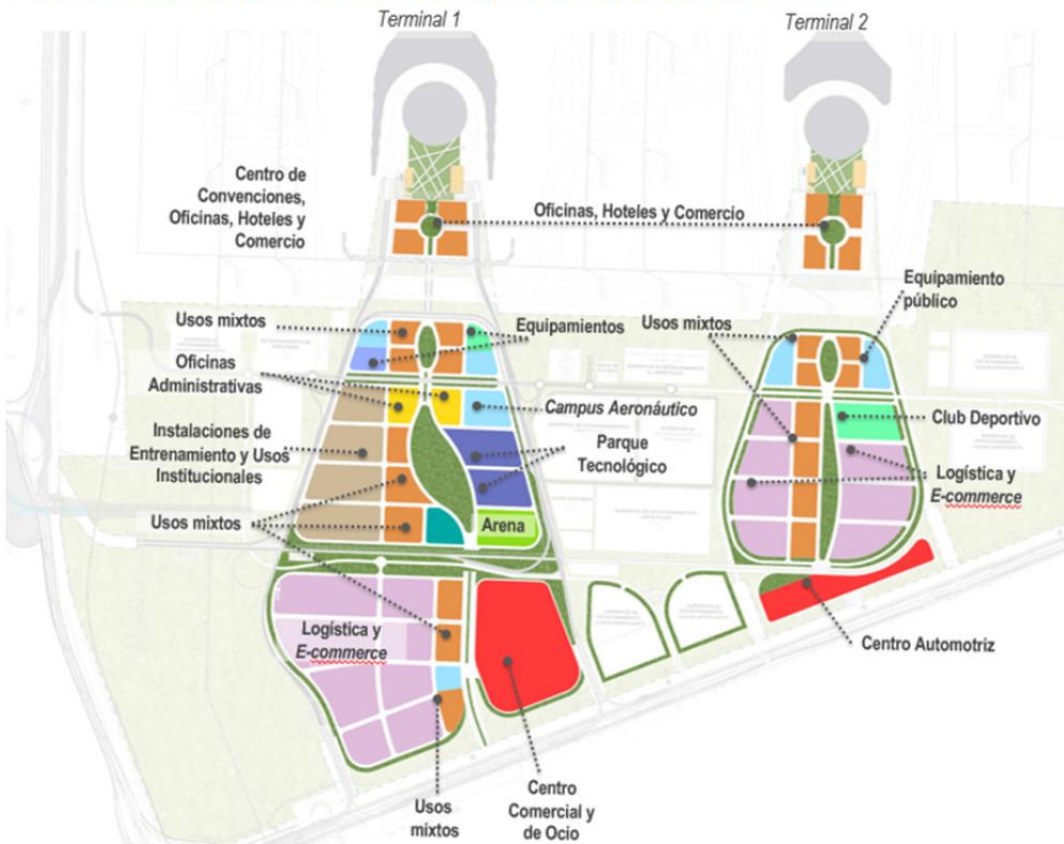 Terminal 1
Terminal 2
Centro de
Convenciones,
Oficinas, Hoteles y
Comercio
Oficinas, Hoteles y Comercio
Equipamiento
público
Usos mixtos
Equipamientos
Usos mixtos
Oficinas
Administrativas
Campus Aeronáutico
Club Deportivo
Instalaciones de
Entrenamiento y Usos
Institucionales
Parque
Tecnológico
Logística y
E-commerce
Usos mixtos
Arena
Logística y
E-commerce
Centro Automotriz
Usos
mixtos
Centro
Comercial y
de Ocio